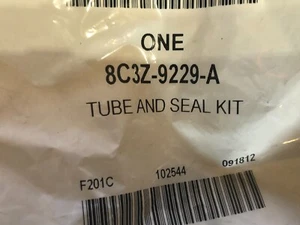 ONE
8C3Z-9229-A
TUBE AND SEAL KIT
F201C 102544 091812